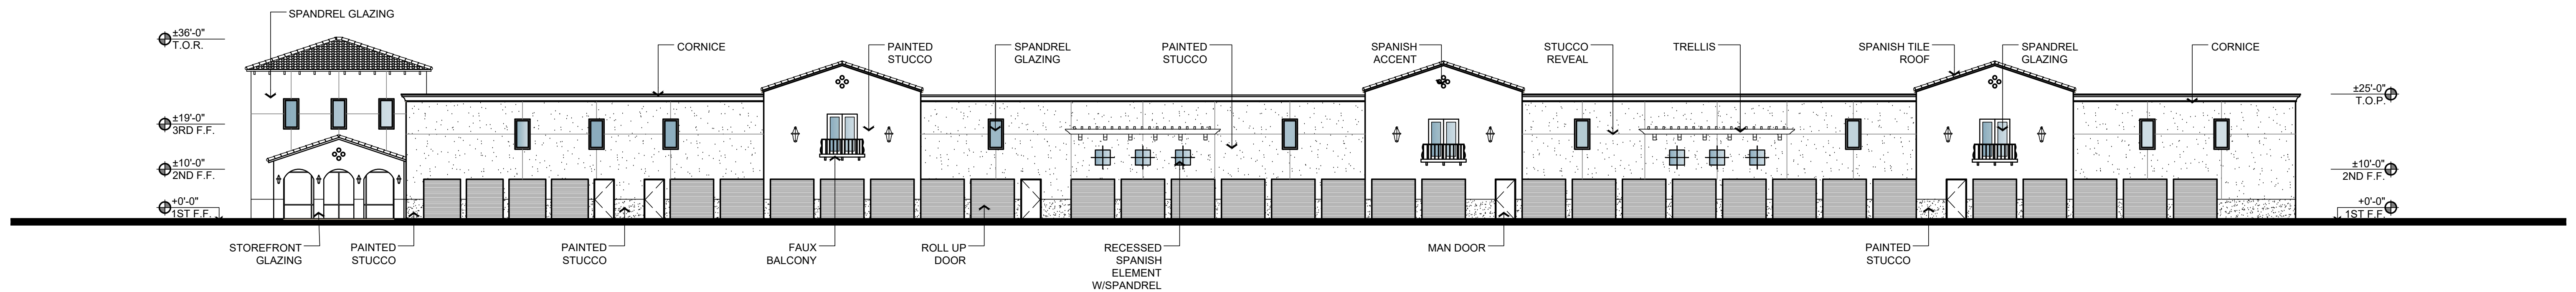 SPANDREL GLAZING
±36'-0"
T.O.R.
CORNICE
PAINTED
STUCCO
SPANDREL
GLAZING
PAINTED
STUCCO
SPANISH
ACCENT
STUCCO
REVEAL
TRELLIS
SPANISH TILE
ROOF
SPANDREL
GLAZING
CORNICE
±25'-0"
T.O.P.
±19'-0"
3RD F.F.
±10'-0"
2ND F.F.
±10'-0"
2ND F.F.
+0'-0"
1ST F.F.
+0'-0"
1ST F.F.
STOREFRONT
GLAZING
PAINTED
STUCCO
PAINTED
STUCCO
FAUX
BALCONY
ROLL UP
DOOR
RECESSED
SPANISH
ELEMENT
W/SPANDREL
MAN DOOR
PAINTED
STUCCO